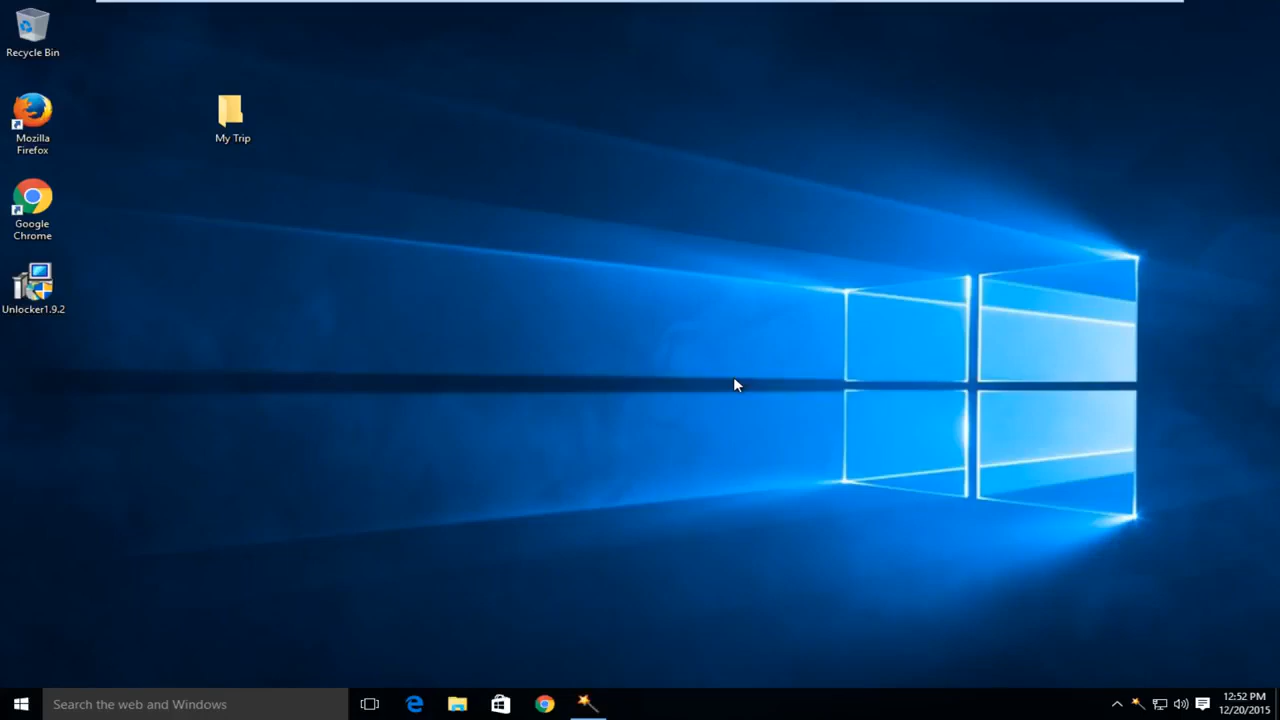 Recycle Bin
Mozilla
Firefox
My Trip
Google
Chrome
Unlocker1.9.2
Search the web and Windows
12:52 PM
12/20/2015